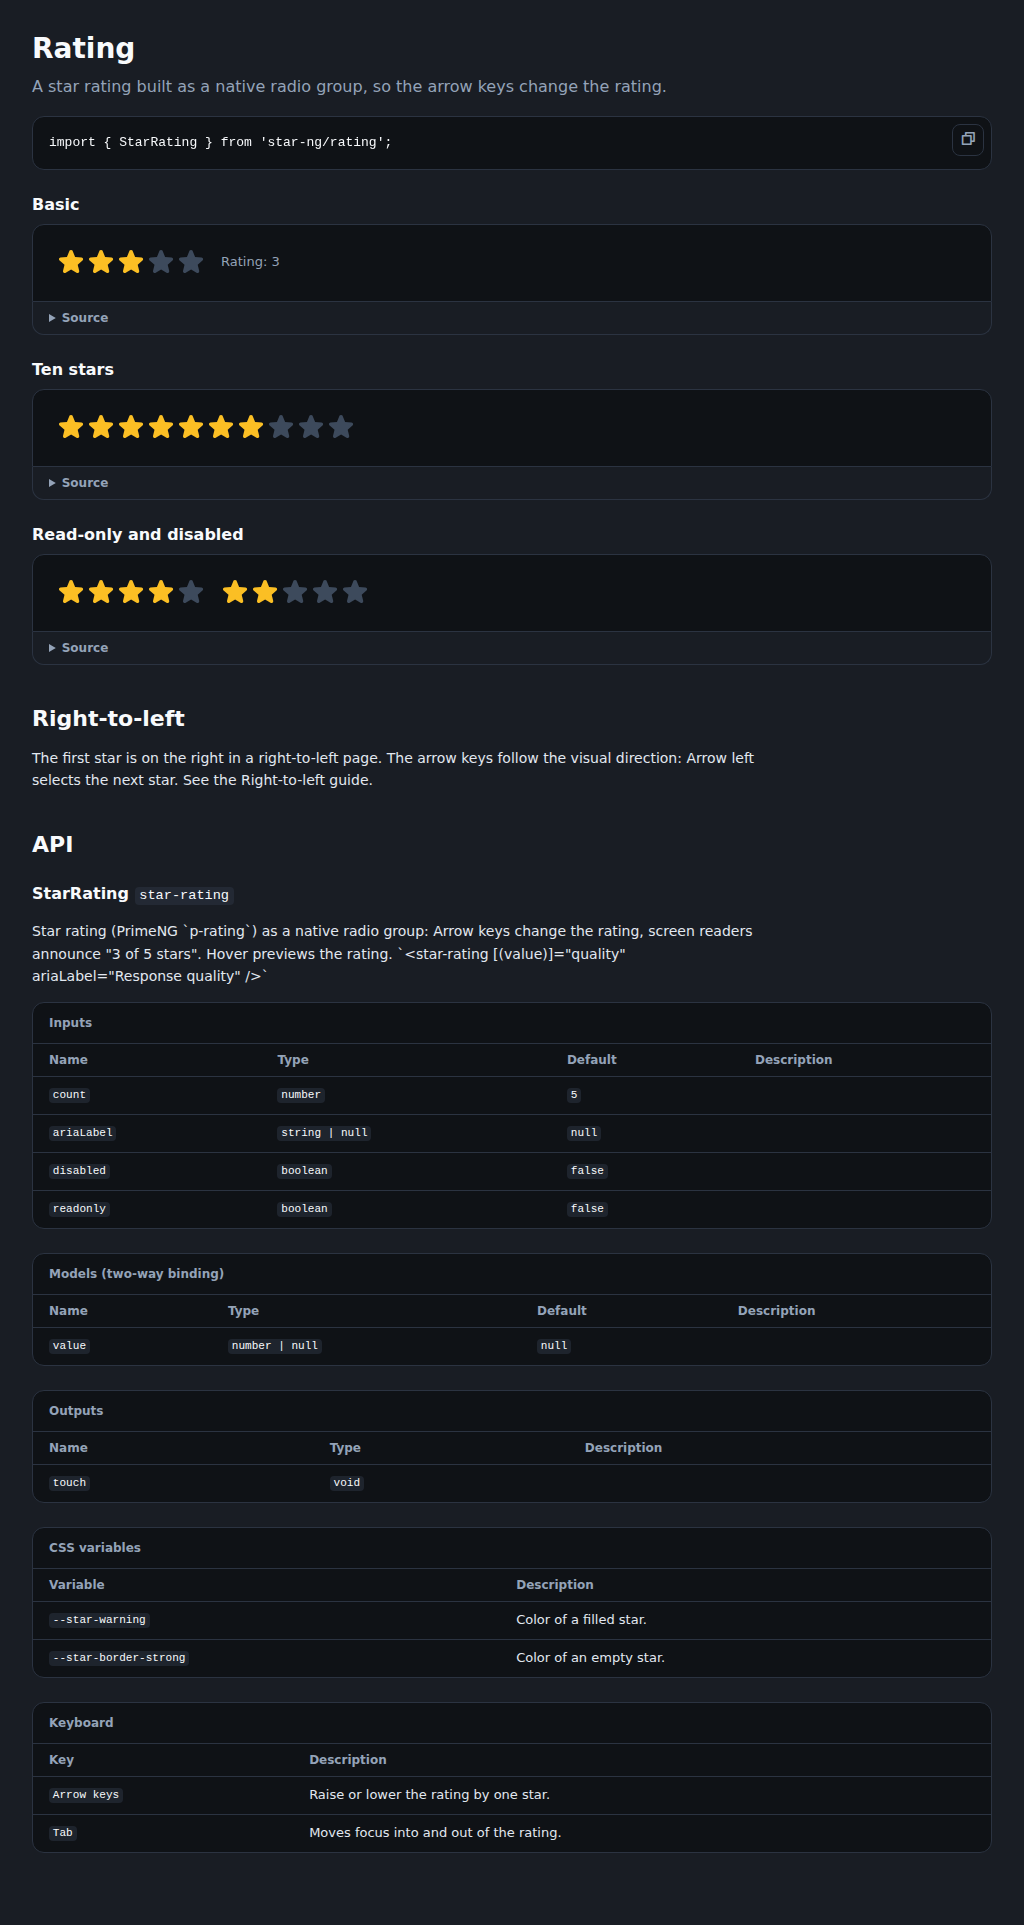 Rating
A star rating built as a native radio group, so the arrow keys change the rating.
import { StarRating } from 'star-ng/rating';
Basic
Rating: 3
Source
Ten stars
Source
Read-only and disabled
Source
Right-to-left
The first star is on the right in a right-to-left page. The arrow keys follow the visual direction: Arrow left
selects the next star. See the Right-to-left guide.
API
StarRating star-rating
Star rating (PrimeNG `p-rating`) as a native radio group: Arrow keys change the rating, screen readers
announce "3 of 5 stars". Hover previews the rating. `<star-rating [(value)]="quality"
ariaLabel="Response quality" />`
Inputs
Name Type Default Description
count number 5
ariaLabel string | null null
disabled boolean false
readonly boolean false
Models (two-way binding)
Name Type Default Description
value number | null null
Outputs
Name Type Description
touch void
CSS variables
Variable Description
--star-warning Color of a filled star.
--star-border-strong Color of an empty star.
Keyboard
Key Description
Arrow keys Raise or lower the rating by one star.
Tab Moves focus into and out of the rating.